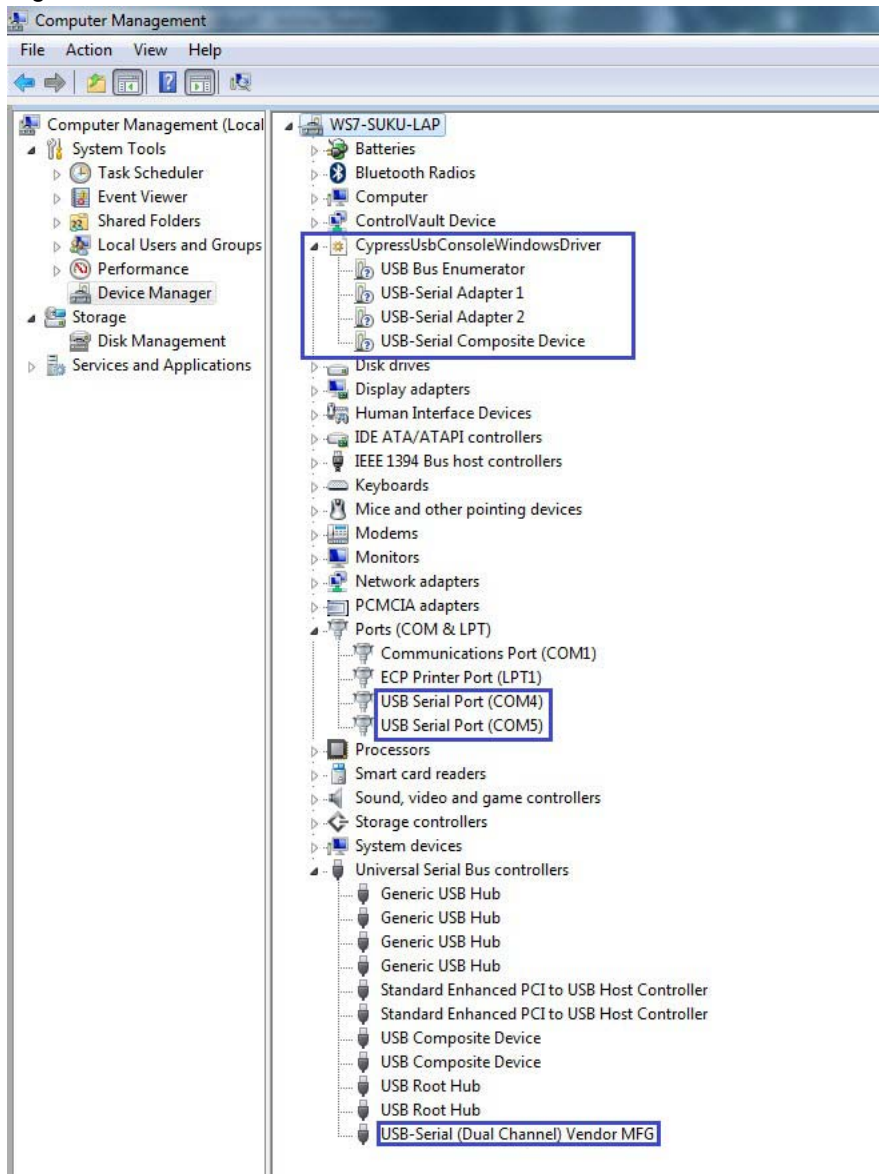 Computer Management
File Action View Help
Computer Management (Local
System Tools
Task Scheduler
Event Viewer
Shared Folders
Local Users and Groups
Performance
Device Manager
Storage
Disk Management
Services and Applications
WS7-SUKU-LAP
Batteries
Bluetooth Radios
Computer
ControlVault Device
CypressUsbConsoleWindowsDriver
USB Bus Enumerator
USB-Serial Adapter 1
USB-Serial Adapter 2
USB-Serial Composite Device
Disk drives
Display adapters
Human Interface Devices
IDE ATA/ATAPI controllers
IEEE 1394 Bus host controllers
Keyboards
Mice and other pointing devices
Modems
Monitors
Network adapters
PCMCIA adapters
Ports (COM & LPT)
Communications Port (COM1)
ECP Printer Port (LPT1)
USB Serial Port (COM4)
USB Serial Port (COM5)
Processors
Smart card readers
Sound, video and game controllers
Storage controllers
System devices
Universal Serial Bus controllers
Generic USB Hub
Generic USB Hub
Generic USB Hub
Generic USB Hub
Standard Enhanced PCI to USB Host Controller
Standard Enhanced PCI to USB Host Controller
USB Composite Device
USB Composite Device
USB Root Hub
USB Root Hub
USB-Serial (Dual Channel) Vendor MFG